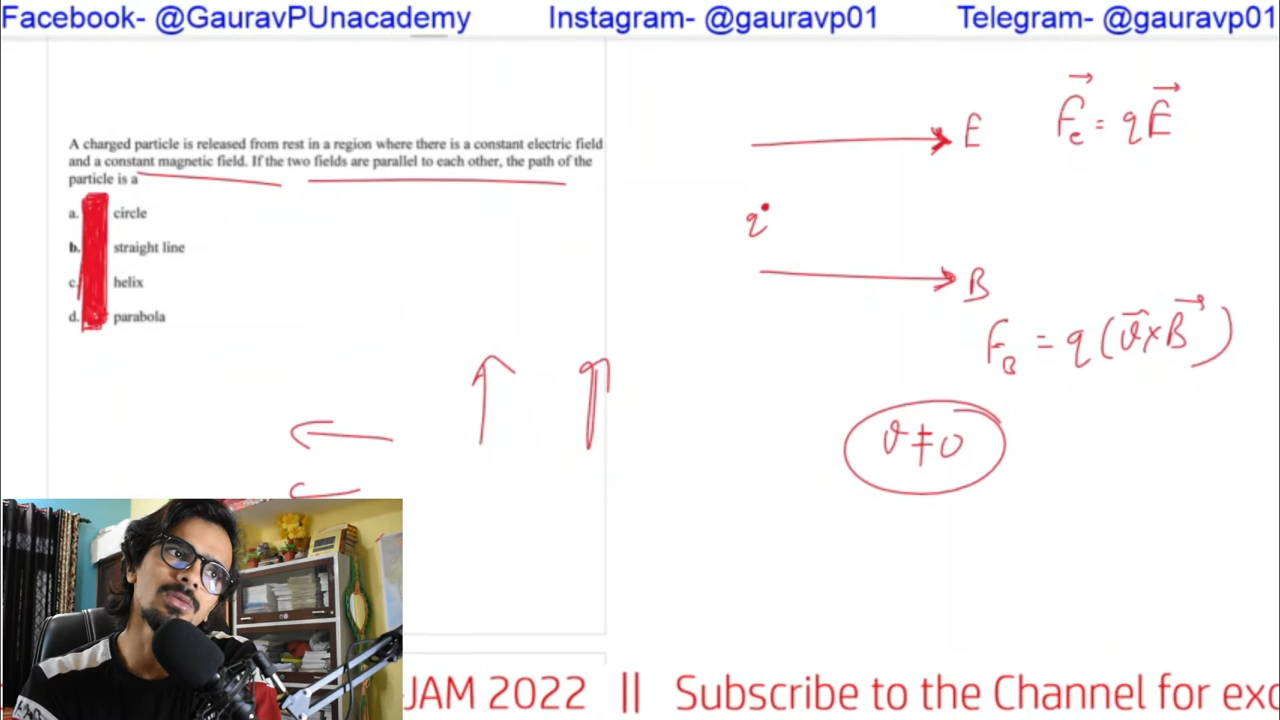 Facebook- @GauravPUnacademy Instagram- @gauravp01 Telegram- @gauravp01
A charged particle is released from rest in a region where there is a constant electric field
and a constant magnetic field. If the two fields are parallel to each other, the path of the
particle is a
a. circle
b. straight line
c. helix
d. parabola
E
F⃗e = qE⃗
q
B
F_B = q(v⃗×B⃗)
v≠0
-JAM 2022 || Subscribe to the Channel for exc